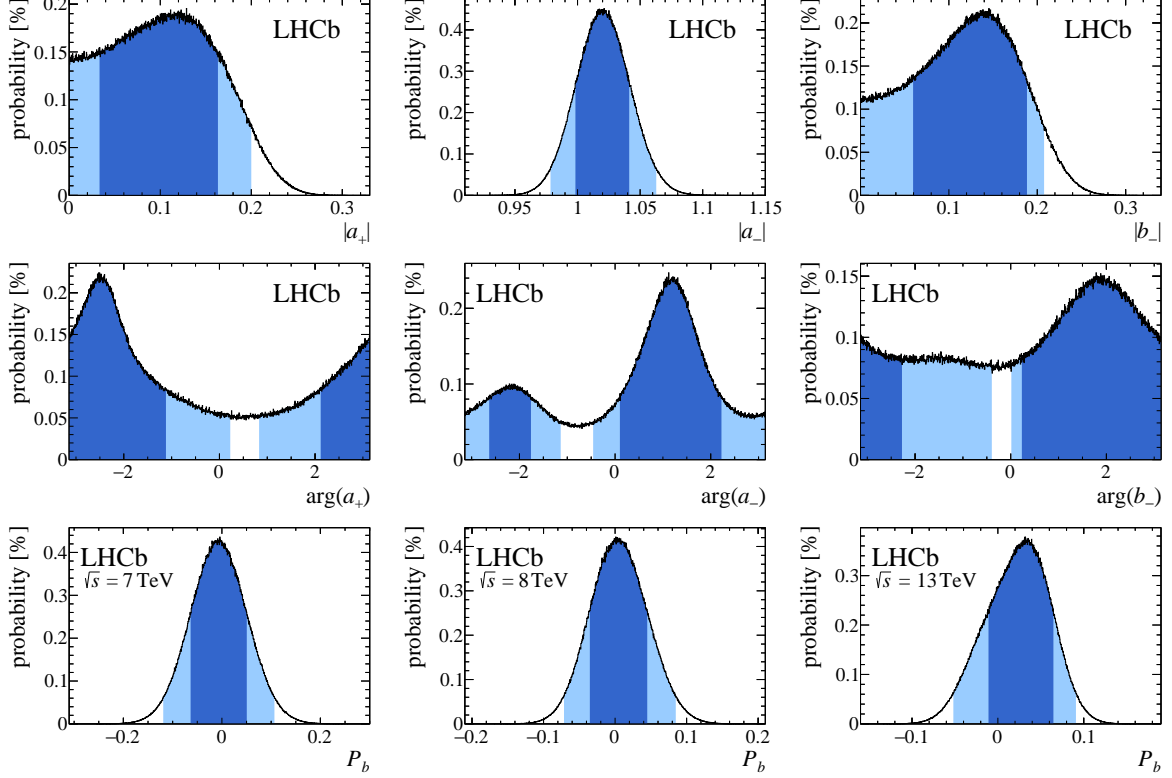 probability [%]
0.2
0.15
0.1
0.05
0
LHCb
0 0.1 0.2 0.3
|a₊|
probability [%]
0.4
0.3
0.2
0.1
0
LHCb
0.95 1 1.05 1.1 1.15
|a₋|
probability [%]
0.2
0.15
0.1
0.05
0
LHCb
0 0.1 0.2 0.3
|b₋|
probability [%]
0.2
0.15
0.1
0.05
0
LHCb
−2 0 2
arg(a₊)
probability [%]
0.2
0.1
0
LHCb
−2 0 2
arg(a₋)
probability [%]
0.15
0.1
0.05
0
LHCb
−2 0 2
arg(b₋)
probability [%]
0.4
0.3
0.2
0.1
0
LHCb
√s = 7 TeV
−0.2 0 0.2
P_b
probability [%]
0.4
0.3
0.2
0.1
0
LHCb
√s = 8 TeV
−0.2 −0.1 0 0.1 0.2
P_b
probability [%]
0.3
0.2
0.1
0
LHCb
√s = 13 TeV
−0.1 0 0.1
P_b